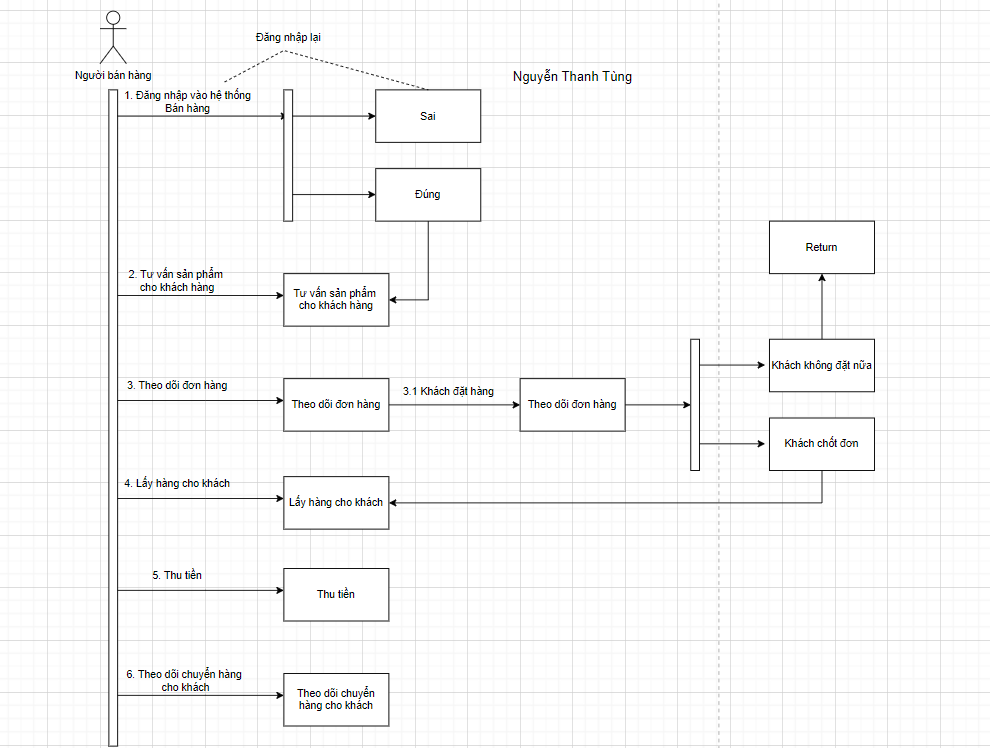 Đăng nhập lại
Người bán hàng
Nguyễn Thanh Tùng
1. Đăng nhập vào hệ thống
Bán hàng
Sai
Đúng
2. Tư vấn sản phẩm
cho khách hàng
Tư vấn sản phẩm
cho khách hàng
Return
Khách không đặt nữa
3. Theo dõi đơn hàng
Theo dõi đơn hàng
3.1 Khách đặt hàng
Theo dõi đơn hàng
Khách chốt đơn
4. Lấy hàng cho khách
Lấy hàng cho khách
5. Thu tiền
Thu tiền
6. Theo dõi chuyển hàng
cho khách
Theo dõi chuyển
hàng cho khách